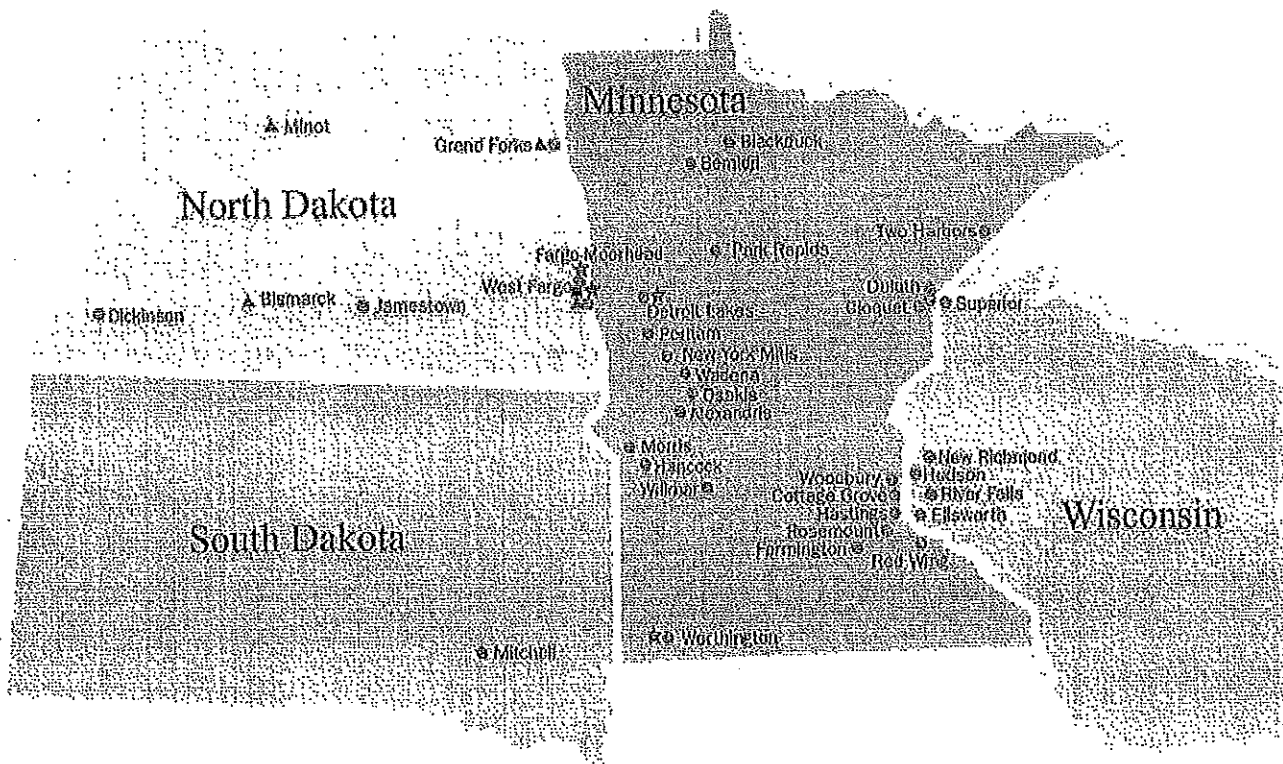 Minnesota
Minot
Grand Forks
Blackduck
Bemidji
North Dakota
Two Harbors
Fargo Moorhead
Park Rapids
West Fargo
Duluth
Cloquet
Superior
Bismarck
Jamestown
Dickinson
Detroit Lakes
Perham
New York Mills
Wadena
Osakis
Alexandria
Morris
Hancock
Willmar
New Richmond
Woodbury
Hudson
Cottage Grove
River Falls
Hastings
Ellsworth
Wisconsin
South Dakota
Rosemount
Farmington
Red Wing
Worthington
Mitchell